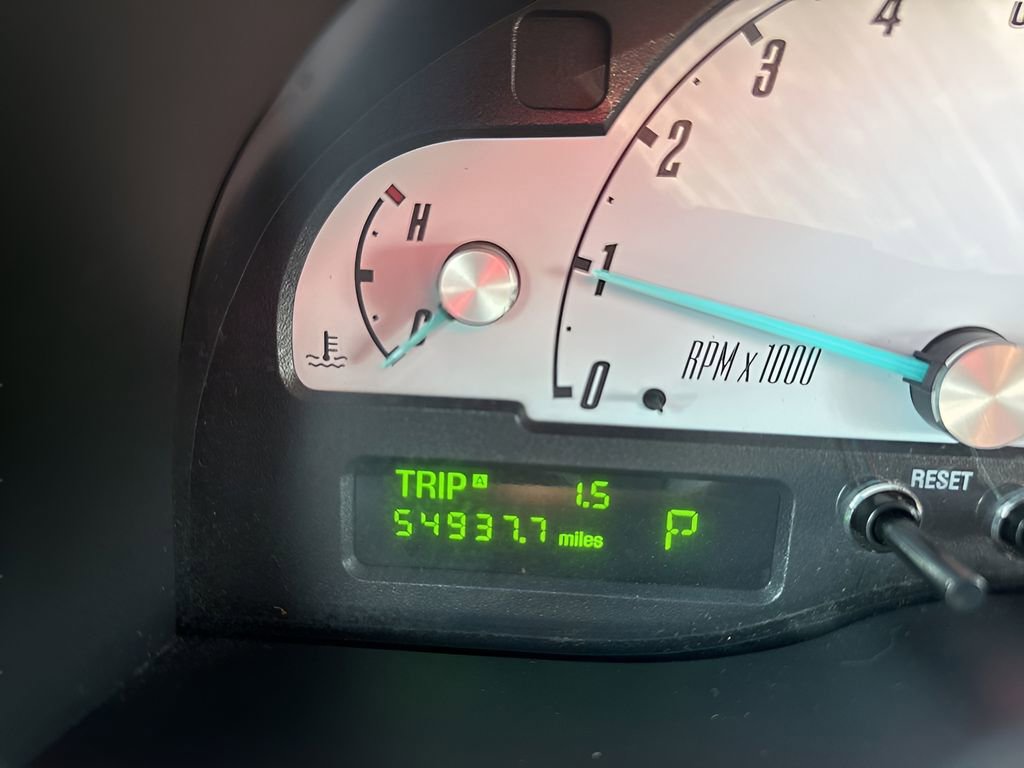 4
3
2
1
0
H
C
RPM x 1000
RESET
TRIP A 1.5
54937.7 miles P